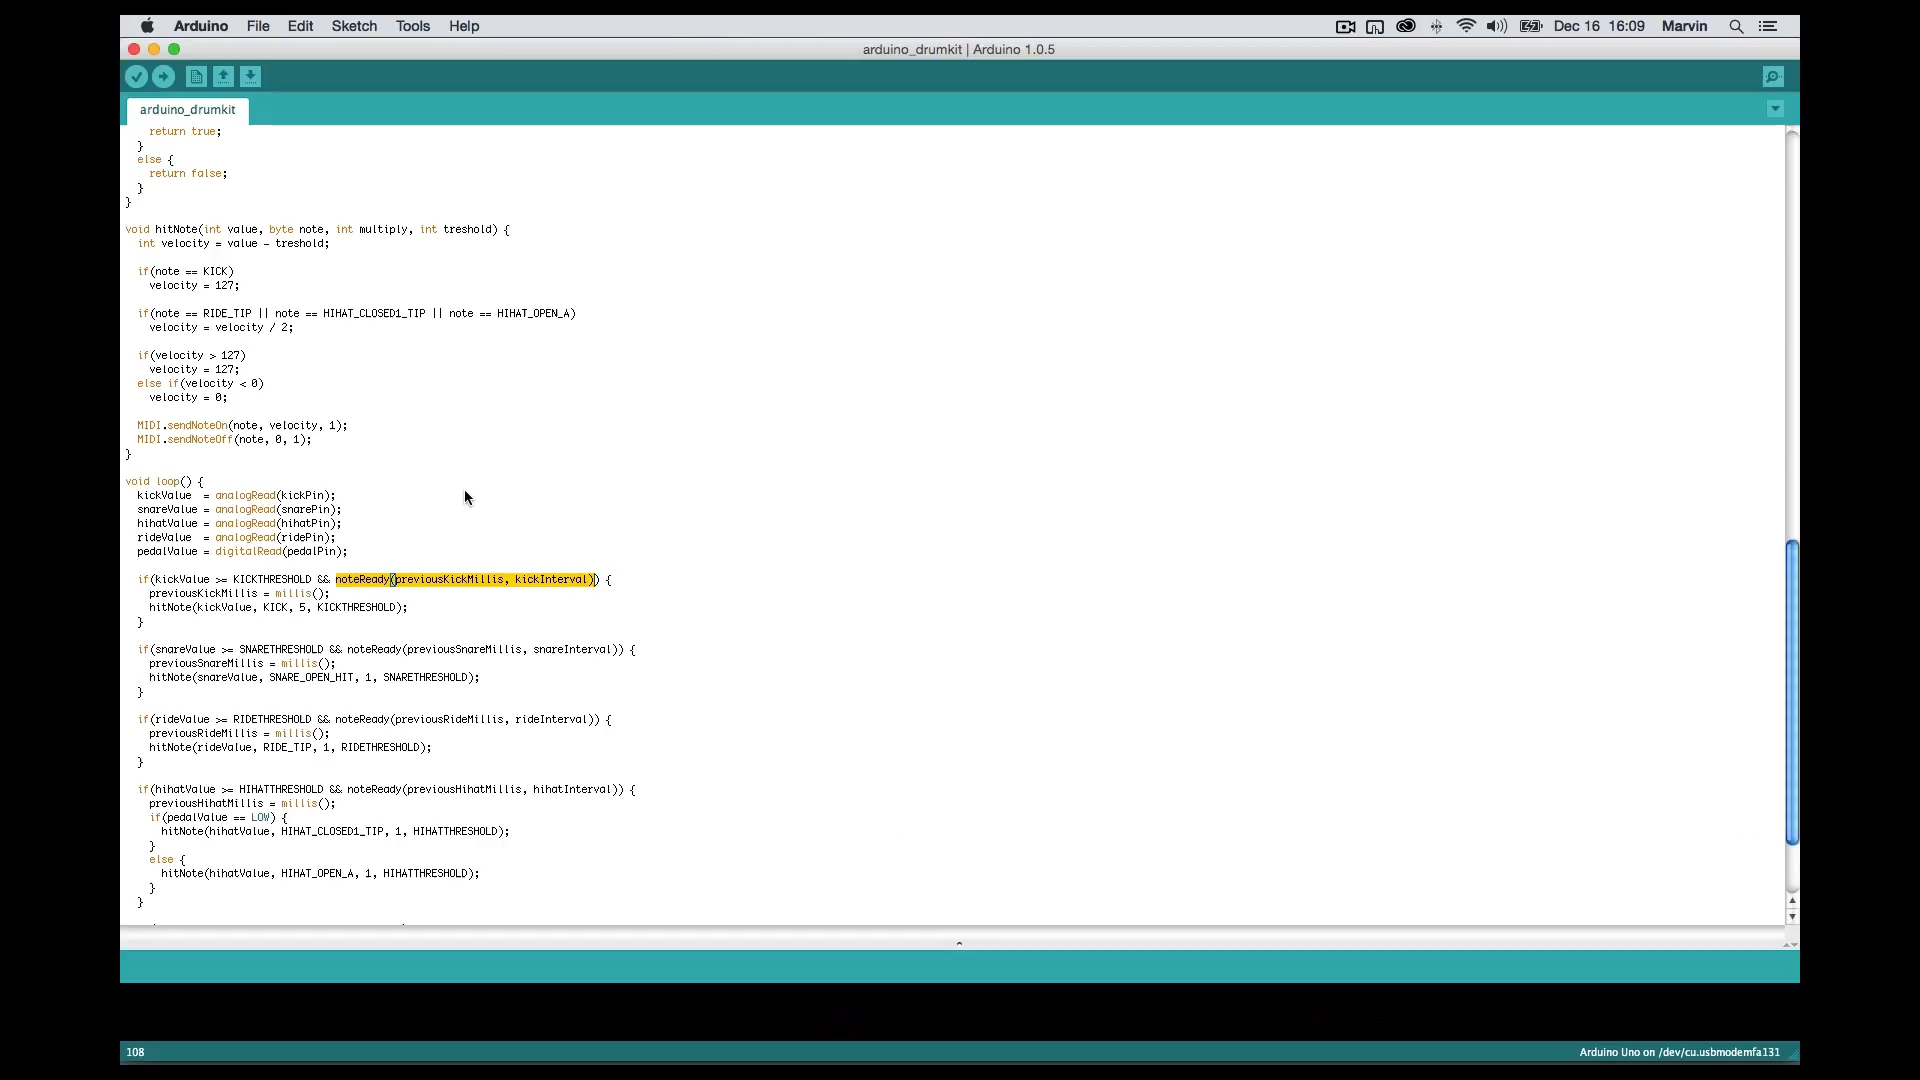 Arduino File Edit Sketch Tools Help Dec 16 16:09 Marvin
arduino_drumkit | Arduino 1.0.5
arduino_drumkit
return true;
}
else {
return false;
}
}
void hitNote(int value, byte note, int multiply, int treshold) {
int velocity = value - treshold;
if(note == KICK)
velocity = 127;
if(note == RIDE_TIP || note == HIHAT_CLOSED1_TIP || note == HIHAT_OPEN_A)
velocity = velocity / 2;
if(velocity > 127)
velocity = 127;
else if(velocity < 0)
velocity = 0;
MIDI.sendNoteOn(note, velocity, 1);
MIDI.sendNoteOff(note, 0, 1);
}
void loop() {
kickValue  = analogRead(kickPin);
snareValue = analogRead(snarePin);
hihatValue = analogRead(hihatPin);
rideValue  = analogRead(ridePin);
pedalValue = digitalRead(pedalPin);
if(kickValue >= KICKTHRESHOLD && noteReady(previousKickMillis, kickInterval)) {
previousKickMillis = millis();
hitNote(kickValue, KICK, 5, KICKTHRESHOLD);
}
if(snareValue >= SNARETHRESHOLD && noteReady(previousSnareMillis, snareInterval)) {
previousSnareMillis = millis();
hitNote(snareValue, SNARE_OPEN_HIT, 1, SNARETHRESHOLD);
}
if(rideValue >= RIDETHRESHOLD && noteReady(previousRideMillis, rideInterval)) {
previousRideMillis = millis();
hitNote(rideValue, RIDE_TIP, 1, RIDETHRESHOLD);
}
if(hihatValue >= HIHATTHRESHOLD && noteReady(previousHihatMillis, hihatInterval)) {
previousHihatMillis = millis();
if(pedalValue == LOW) {
hitNote(hihatValue, HIHAT_CLOSED1_TIP, 1, HIHATTHRESHOLD);
}
else {
hitNote(hihatValue, HIHAT_OPEN_A, 1, HIHATTHRESHOLD);
}
}
108 Arduino Uno on /dev/cu.usbmodemfa131